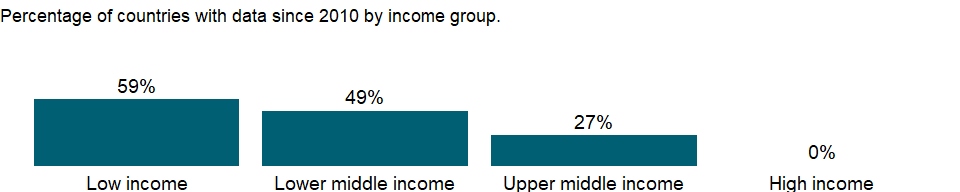 Percentage of countries with data since 2010 by income group.
59%
49%
27%
0%
Low income
Lower middle income
Upper middle income
High income